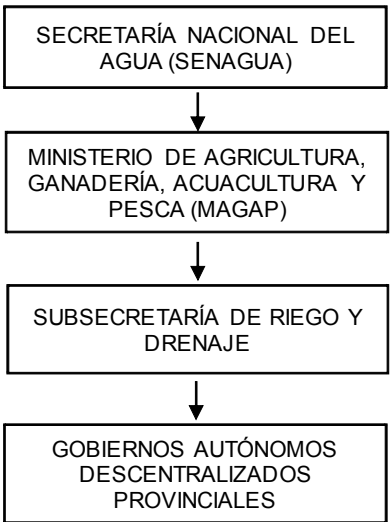 SECRETARÍA NACIONAL DEL
AGUA (SENAGUA)
MINISTERIO DE AGRICULTURA,
GANADERÍA, ACUACULTURA Y
PESCA (MAGAP)
SUBSECRETARÍA DE RIEGO Y
DRENAJE
GOBIERNOS AUTÓNOMOS
DESCENTRALIZADOS
PROVINCIALES